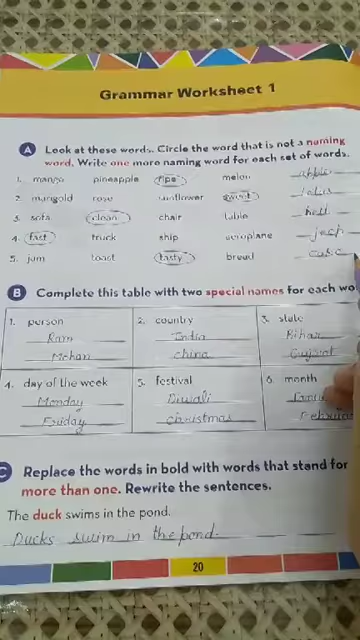 Grammar Worksheet 1
A Look at these words. Circle the word that is not a naming
word. Write one more naming word for each set of words.
1. mango pineapple ripe melon apple
2. marigold rose sunflower sweet
3. sofa clean chair table
4. fast truck ship aeroplane jeep
5. jam toast tasty bread
B Complete this table with two special names for each wo
1. person 2. country 3. state
Ram India Bihar
Mohan china Gujrat
4. day of the week 5. festival 6. month
Monday Diwali
Friday christmas
C Replace the words in bold with words that stand for
more than one. Rewrite the sentences.
The duck swims in the pond.
Ducks swim in the pond.
20